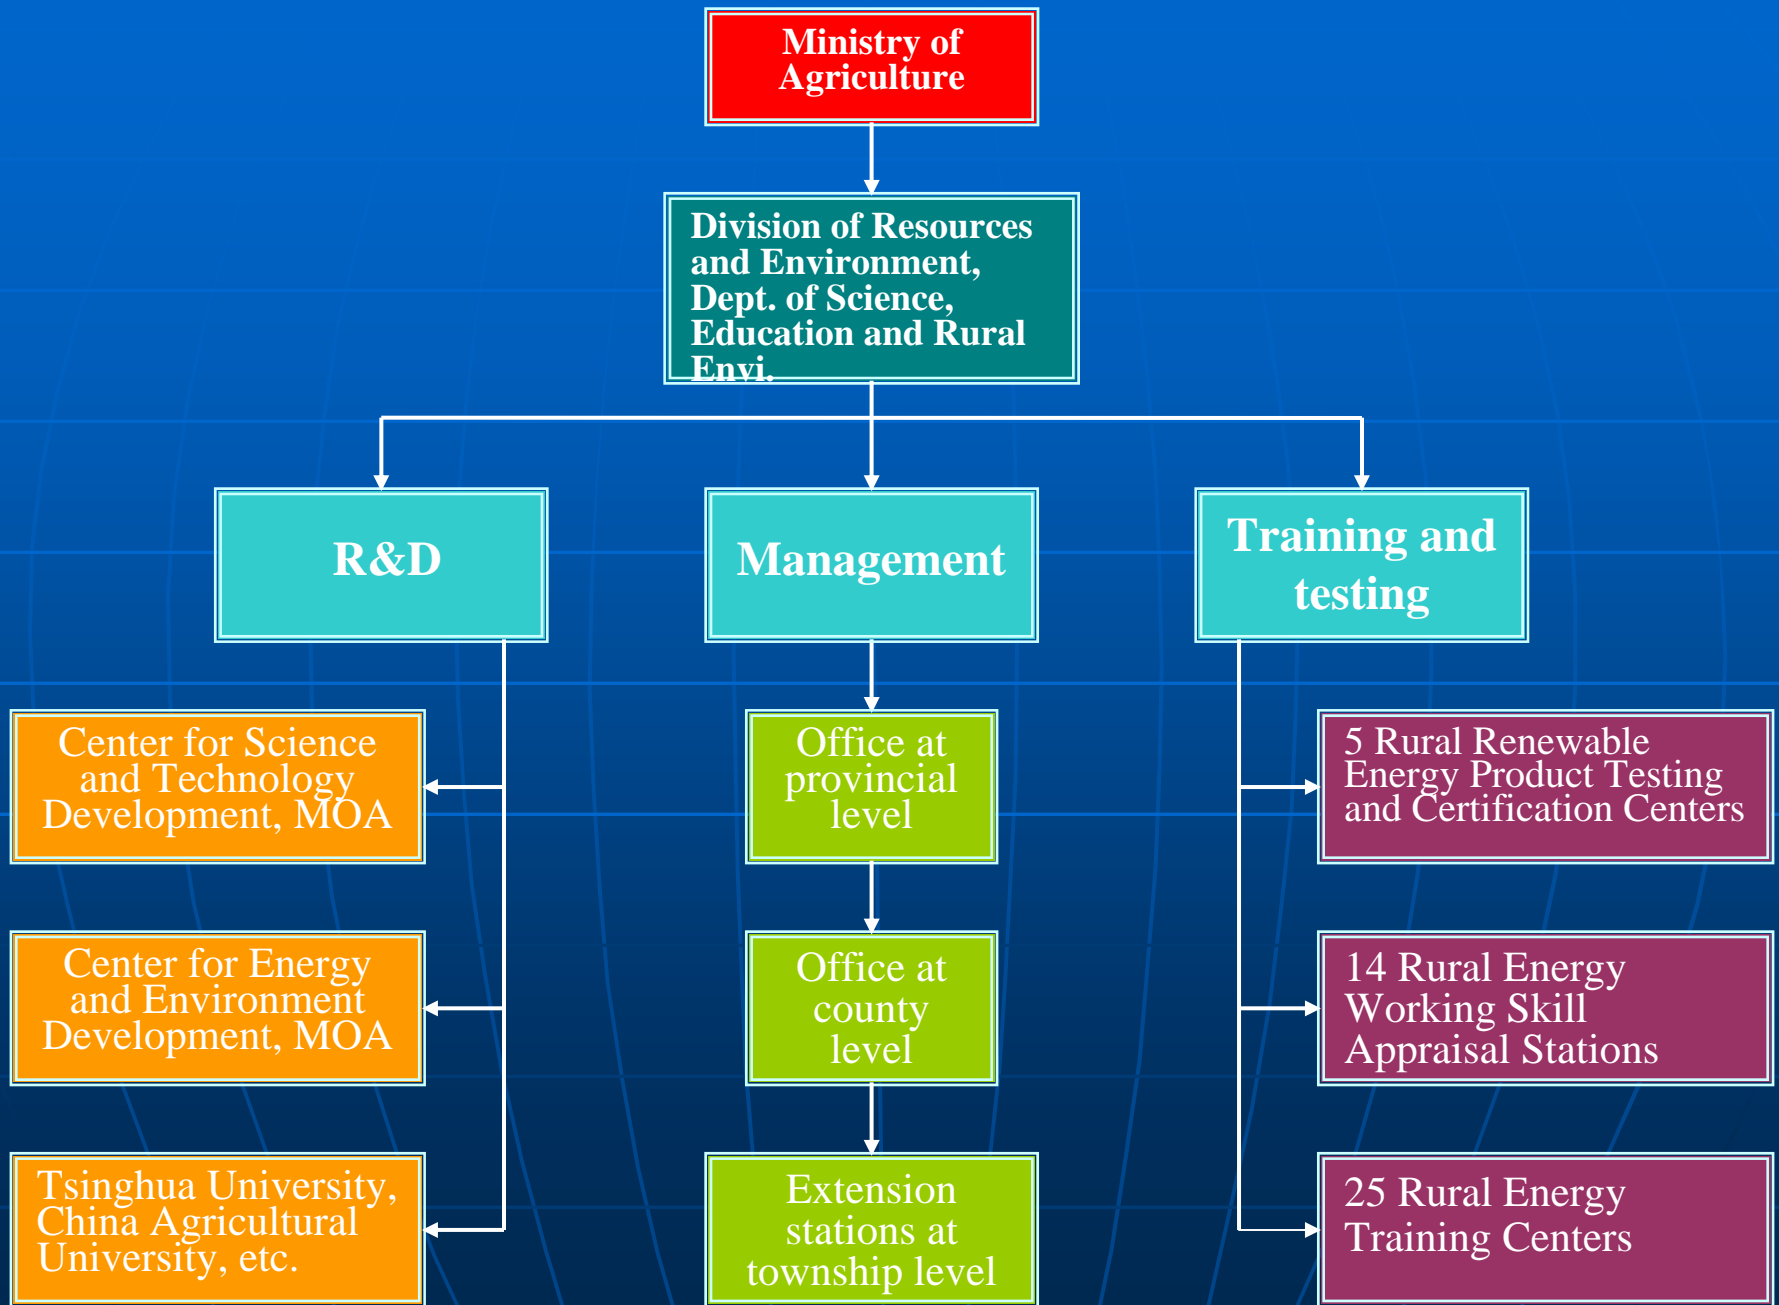 Ministry of
Agriculture
Division of Resources
and Environment,
Dept. of Science,
Education and Rural
Envi.
R&D
Management
Training and
testing
Center for Science
and Technology
Development, MOA
Office at
provincial
level
5 Rural Renewable
Energy Product Testing
and Certification Centers
Center for Energy
and Environment
Development, MOA
Office at
county
level
14 Rural Energy
Working Skill
Appraisal Stations
Tsinghua University,
China Agricultural
University, etc.
Extension
stations at
township level
25 Rural Energy
Training Centers